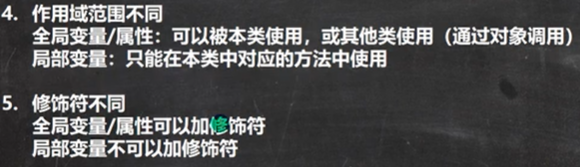 4. 作用域范围不同
全局变量/属性：可以被本类使用，或其他类使用（通过对象调用）
局部变量：只能在本类中对应的方法中使用
5. 修饰符不同
全局变量/属性可以加修饰符
局部变量不可以加修饰符